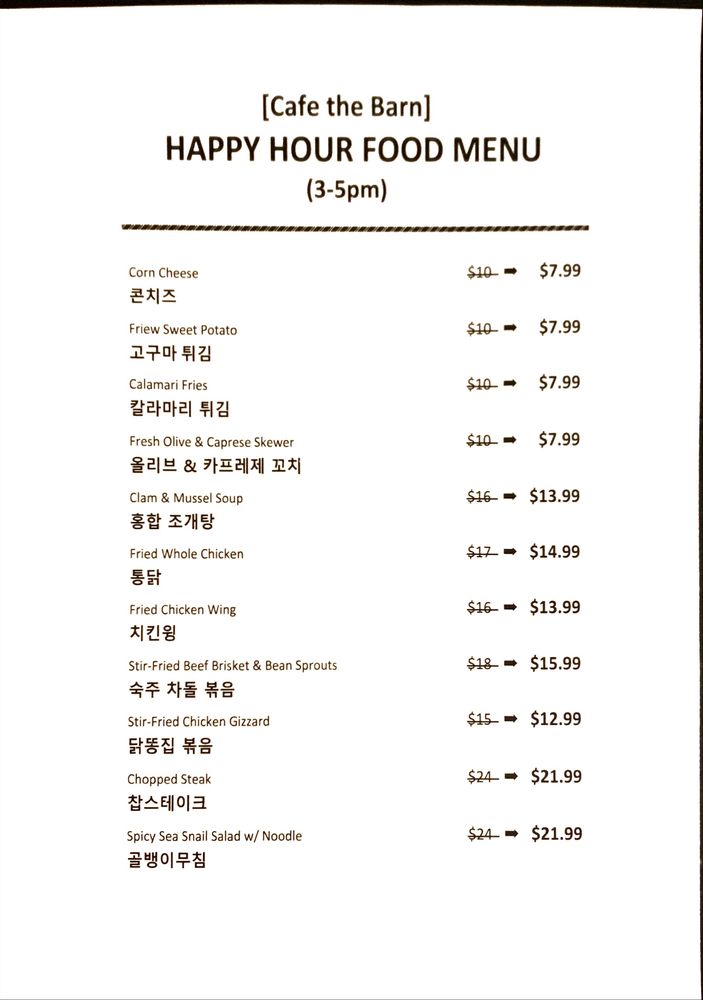 [Cafe the Barn]
HAPPY HOUR FOOD MENU
(3-5pm)
Corn Cheese $10 ➡ $7.99
콘치즈
Friew Sweet Potato $10 ➡ $7.99
고구마 튀김
Calamari Fries $10 ➡ $7.99
칼라마리 튀김
Fresh Olive & Caprese Skewer $10 ➡ $7.99
올리브 & 카프레제 꼬치
Clam & Mussel Soup $16 ➡ $13.99
홍합 조개탕
Fried Whole Chicken $17 ➡ $14.99
통닭
Fried Chicken Wing $16 ➡ $13.99
치킨윙
Stir-Fried Beef Brisket & Bean Sprouts $18 ➡ $15.99
숙주 차돌 볶음
Stir-Fried Chicken Gizzard $15 ➡ $12.99
닭똥집 볶음
Chopped Steak $24 ➡ $21.99
찹스테이크
Spicy Sea Snail Salad w/ Noodle $24 ➡ $21.99
골뱅이무침